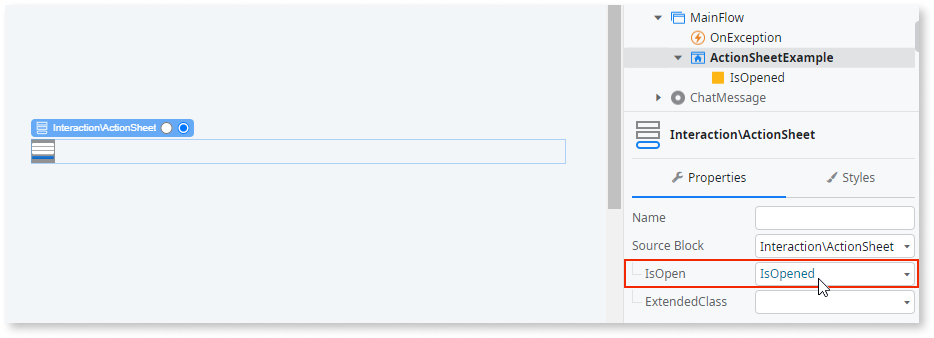 MainFlow
OnException
ActionSheetExample
IsOpened
ChatMessage
Interaction\ActionSheet
Interaction\ActionSheet
Properties Styles
Name
Source Block Interaction\ActionSheet
IsOpen IsOpened
ExtendedClass